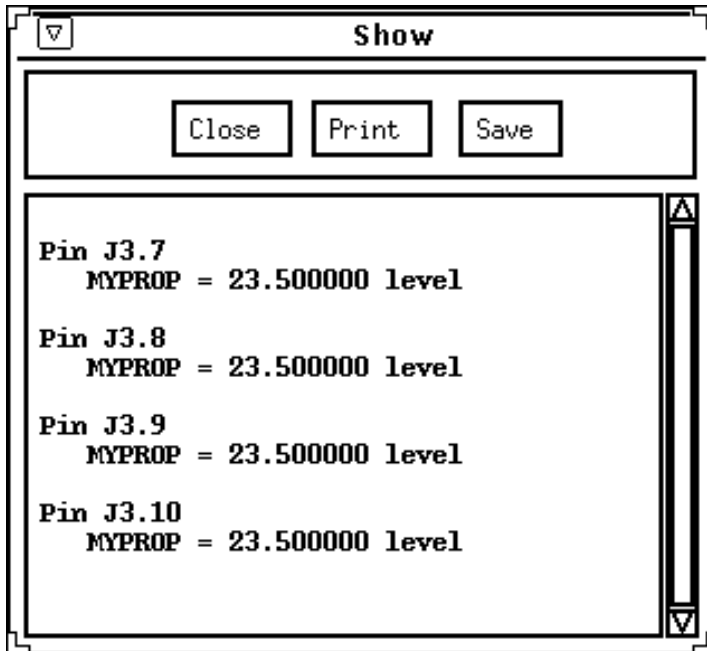 Show
Close Print Save
Pin J3.7
MYPROP = 23.500000 level
Pin J3.8
MYPROP = 23.500000 level
Pin J3.9
MYPROP = 23.500000 level
Pin J3.10
MYPROP = 23.500000 level